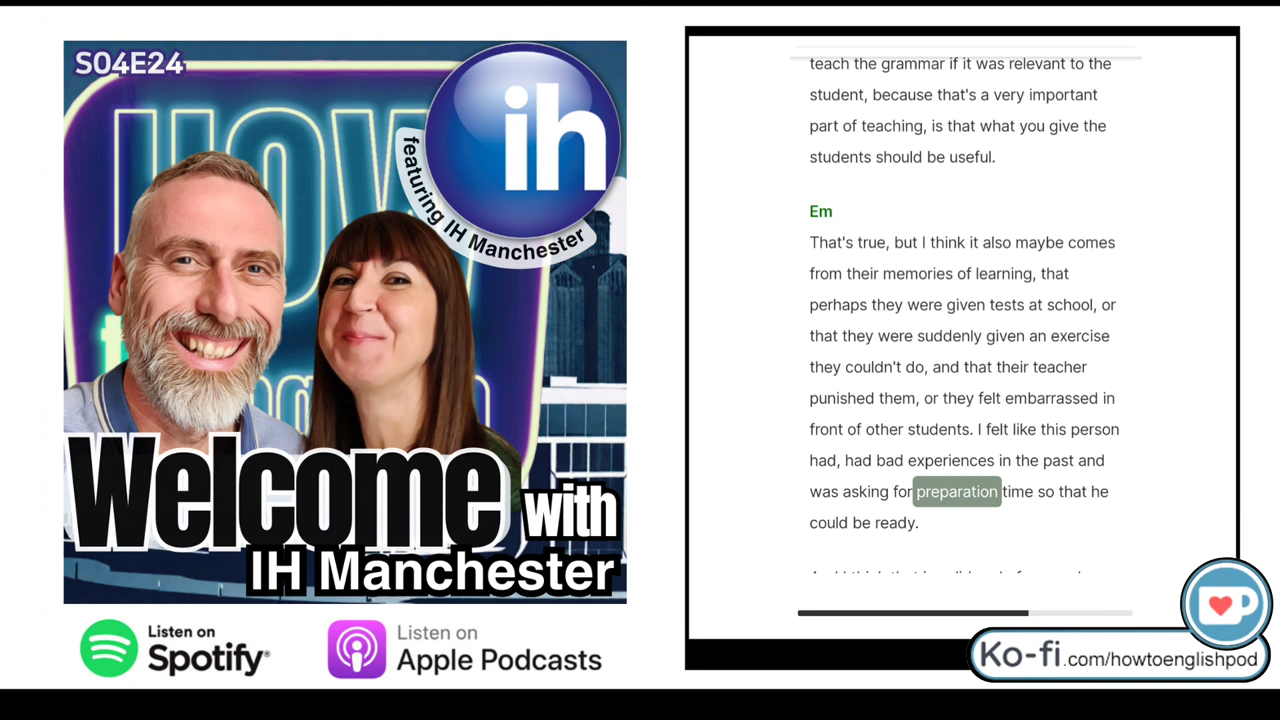 S04E24
HOW
ih
featuring IH Manchester
Welcome
with
IH Manchester
Listen on
Spotify®
Listen on
Apple Podcasts
teach the grammar if it was relevant to the
student, because that's a very important
part of teaching, is that what you give the
students should be useful.
Em
That's true, but I think it also maybe comes
from their memories of learning, that
perhaps they were given tests at school, or
that they were suddenly given an exercise
they couldn't do, and that their teacher
punished them, or they felt embarrassed in
front of other students. I felt like this person
had, had bad experiences in the past and
was asking for preparation time so that he
could be ready.
Ko-fi.com/howtoenglishpod